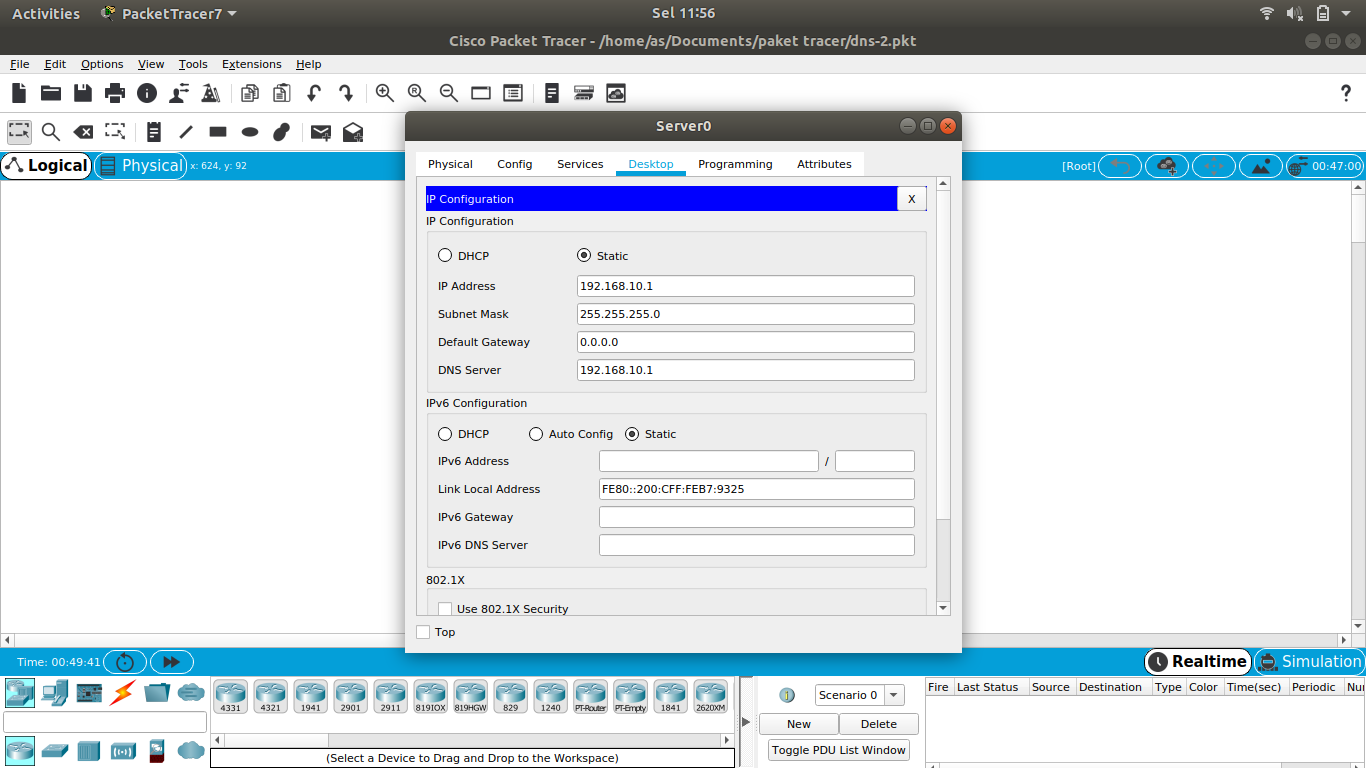 Activities PacketTracer7 Sel 11:56
Cisco Packet Tracer - /home/as/Documents/paket tracer/dns-2.pkt
File Edit Options View Tools Extensions Help
?
Server0
Logical Physical x: 624, y: 92 [Root] 00:47:00
Physical Config Services Desktop Programming Attributes
IP Configuration X
IP Configuration
DHCP Static
IP Address 192.168.10.1
Subnet Mask 255.255.255.0
Default Gateway 0.0.0.0
DNS Server 192.168.10.1
IPv6 Configuration
DHCP Auto Config Static
IPv6 Address /
Link Local Address FE80::200:CFF:FEB7:9325
IPv6 Gateway
IPv6 DNS Server
802.1X
Use 802.1X Security
Top
Time: 00:49:41 Realtime Simulation
4331 4321 1941 2901 2911 819IOX 819HGW 829 1240 PT-Router PT-Empty 1841 2620XM
Scenario 0
New Delete
Toggle PDU List Window
Fire Last Status Source Destination Type Color Time(sec) Periodic Nur
(Select a Device to Drag and Drop to the Workspace)